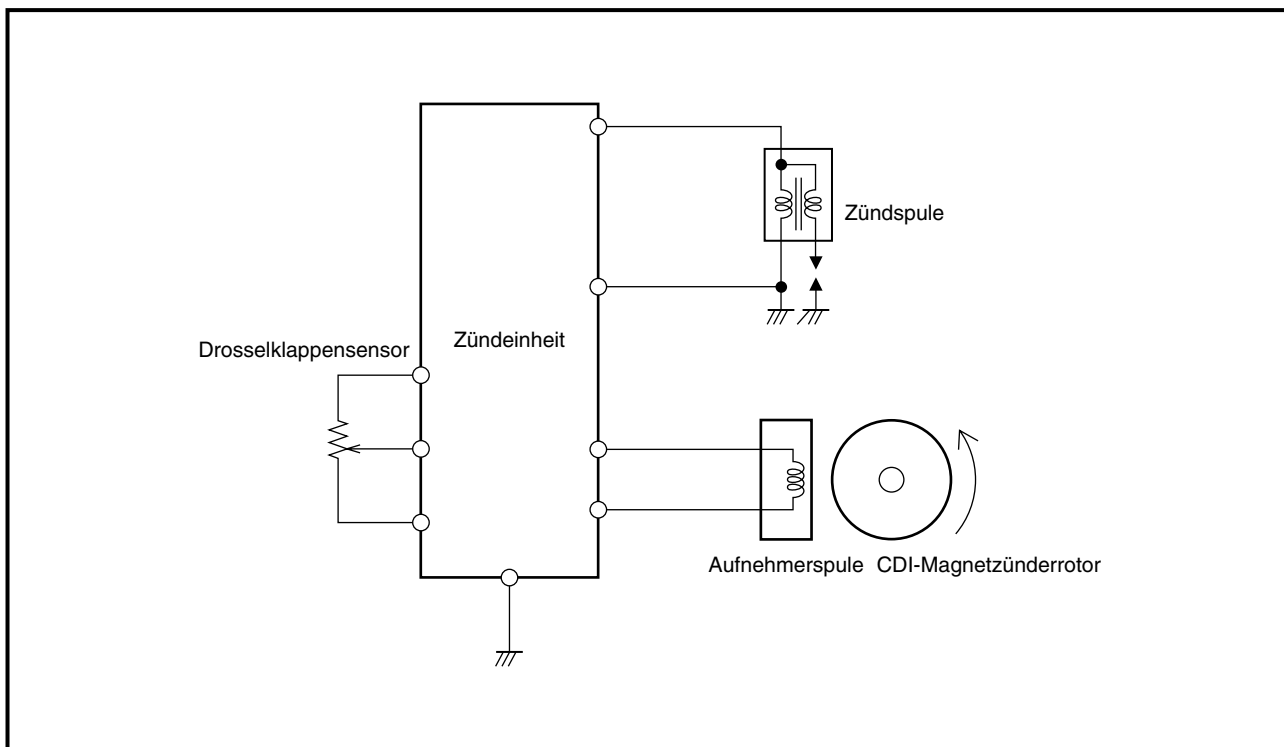 Zündspule
Zündeinheit
Drosselklappensensor
Aufnehmerspule CDI-Magnetzünderrotor